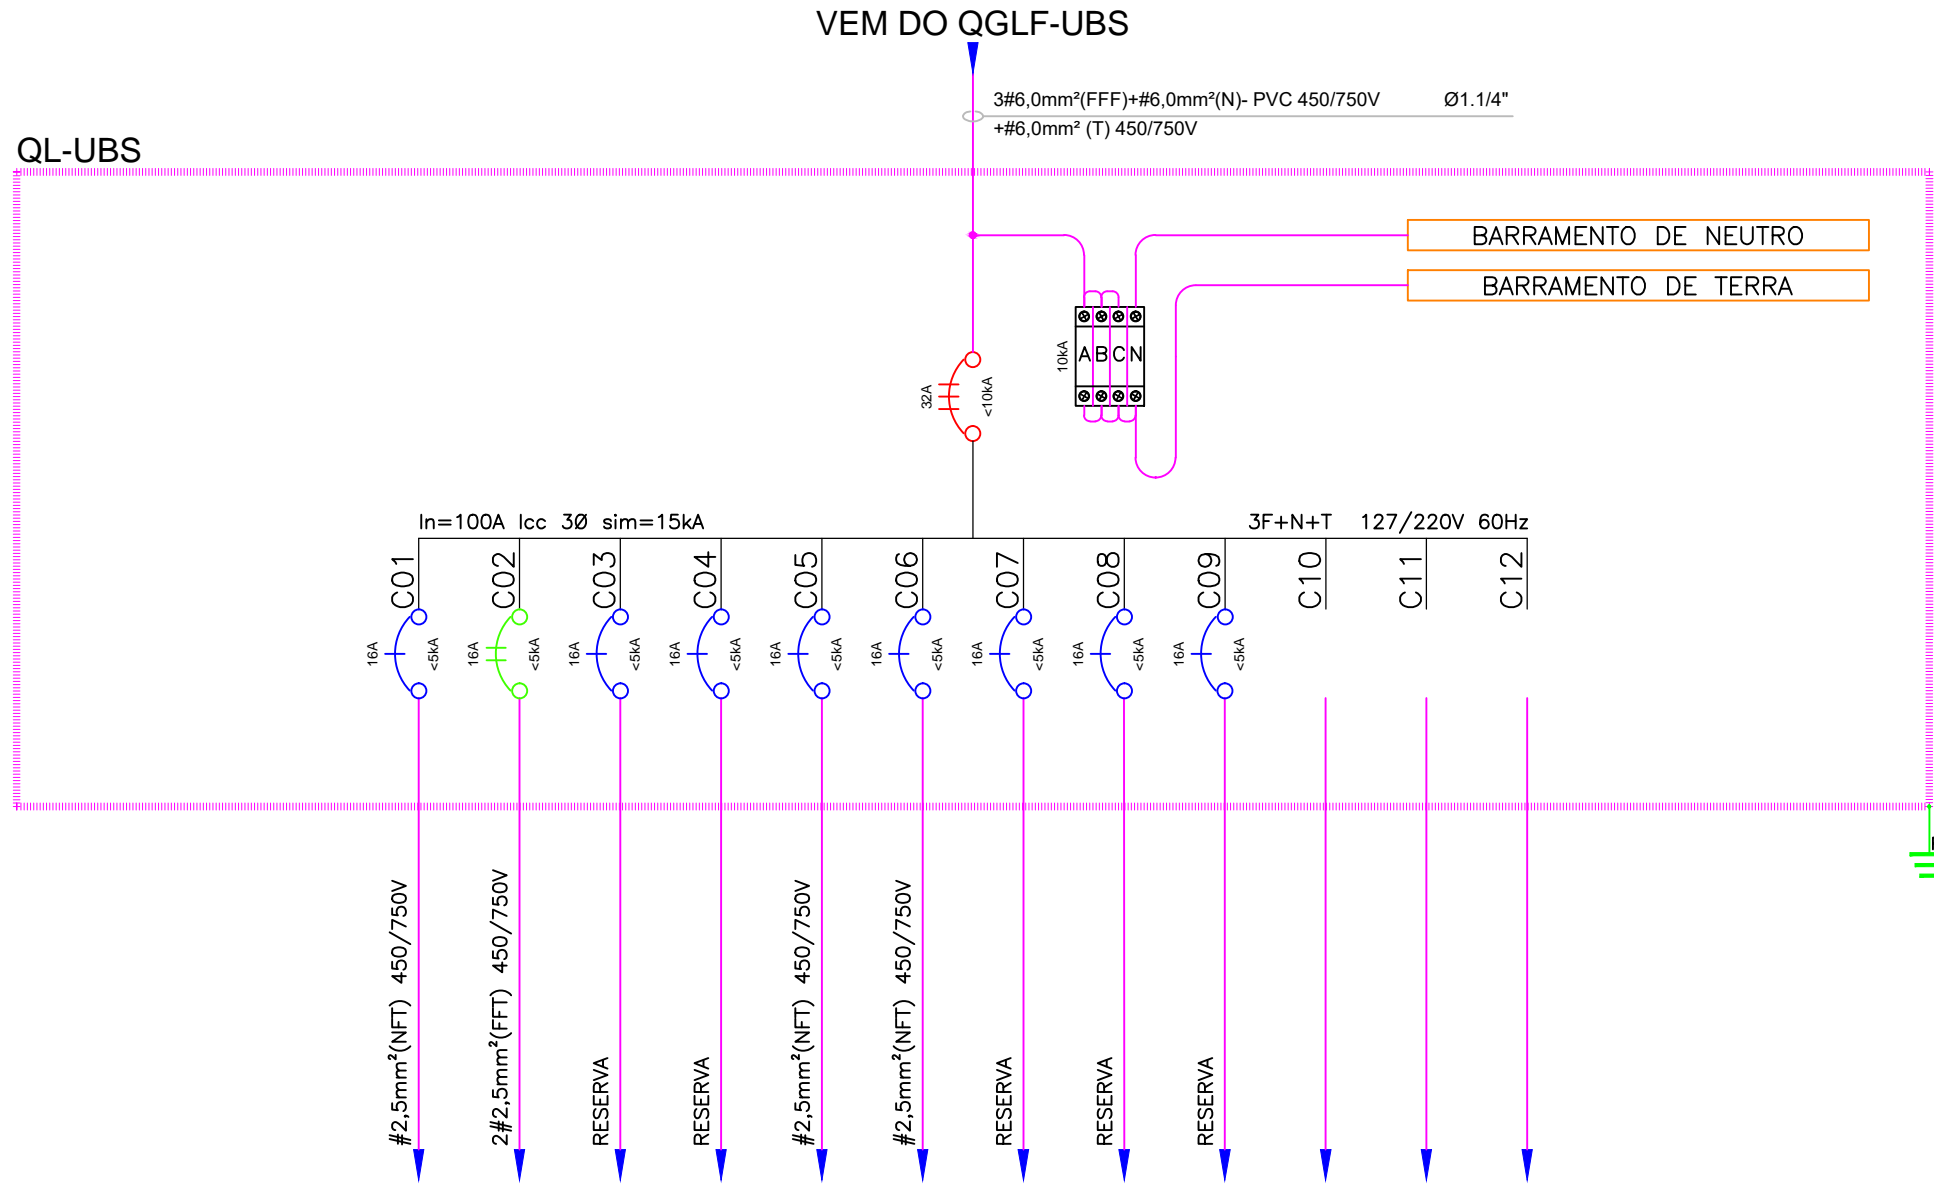 VEM DO QGLF-UBS
3#6,0mm²(FFF)+#6,0mm²(N)- PVC 450/750V Ø1.1/4"
+#6,0mm² (T) 450/750V
QL-UBS
BARRAMENTO DE NEUTRO
BARRAMENTO DE TERRA
10kA
A B C N
32A
<10kA
In=100A Icc 3Ø sim=15kA
3F+N+T 127/220V 60Hz
C01
C02
C03
C04
C05
C06
C07
C08
C09
C10
C11
C12
16A
<5kA
16A
<5kA
16A
<5kA
16A
<5kA
16A
<5kA
16A
<5kA
16A
<5kA
16A
<5kA
16A
<5kA
#2,5mm²(NFT) 450/750V
2#2,5mm²(FFT) 450/750V
RESERVA
RESERVA
#2,5mm²(NFT) 450/750V
#2,5mm²(NFT) 450/750V
RESERVA
RESERVA
RESERVA